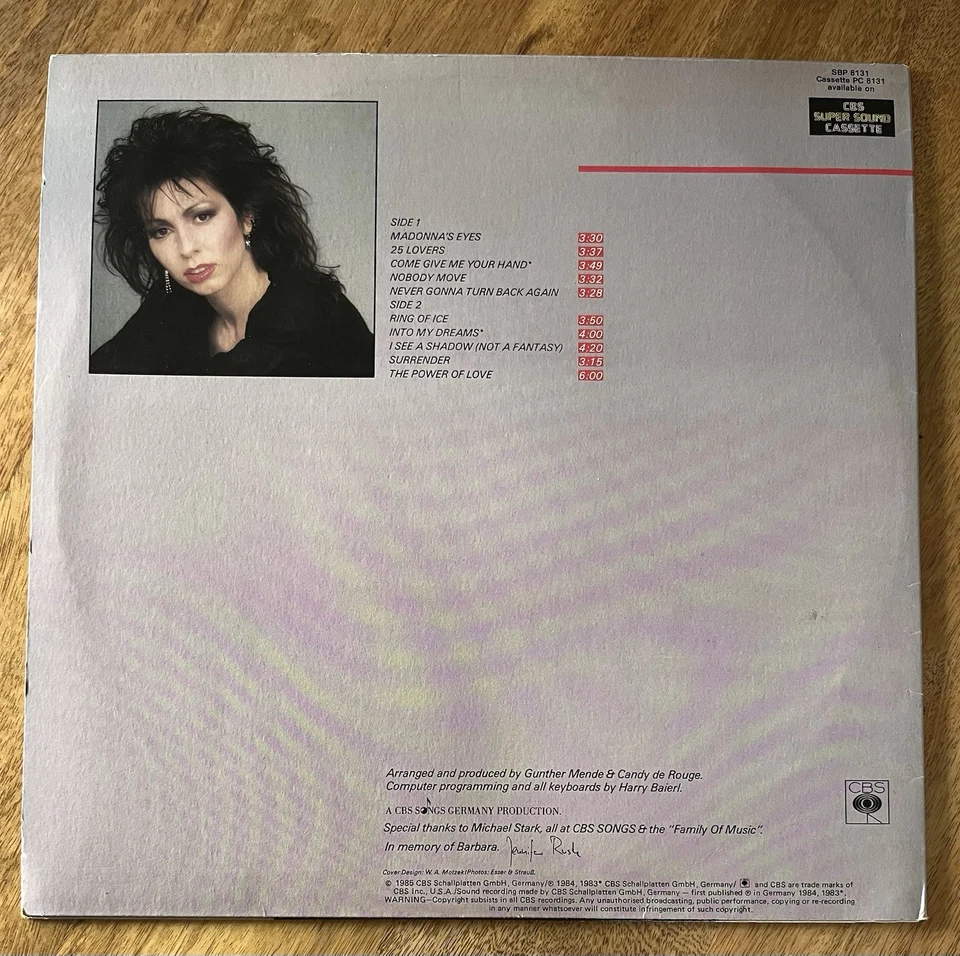 SBP 8131
Cassette PC 8131
available on
CBS
SUPER SOUND
CASSETTE
SIDE 1
MADONNA'S EYES 3:30
25 LOVERS 3:37
COME GIVE ME YOUR HAND* 3:49
NOBODY MOVE 3:32
NEVER GONNA TURN BACK AGAIN 3:28
SIDE 2
RING OF ICE 3:50
INTO MY DREAMS* 4:00
I SEE A SHADOW (NOT A FANTASY) 4:20
SURRENDER 3:15
THE POWER OF LOVE 6:00
Arranged and produced by Gunther Mende & Candy de Rouge.
Computer programming and all keyboards by Harry Baierl.
A CBS SONGS GERMANY PRODUCTION.
CBS
Special thanks to Michael Stark, all at CBS SONGS & the "Family Of Music".
In memory of Barbara. Jennifer Rush
Cover Design: W. A. Motzek/Photos: Esser & Strauß.
© 1985 CBS Schallplatten GmbH, Germany/℗ 1984, 1983* CBS Schallplatten GmbH, Germany/ and CBS are trade marks of
CBS Inc., U.S.A./Sound recording made by CBS Schallplatten GmbH, Germany — first published ℗ in Germany 1984, 1983*.
WARNING—Copyright subsists in all CBS recordings. Any unauthorised broadcasting, public performance, copying or re-recording
in any manner whatsoever will constitute infringement of such copyright.